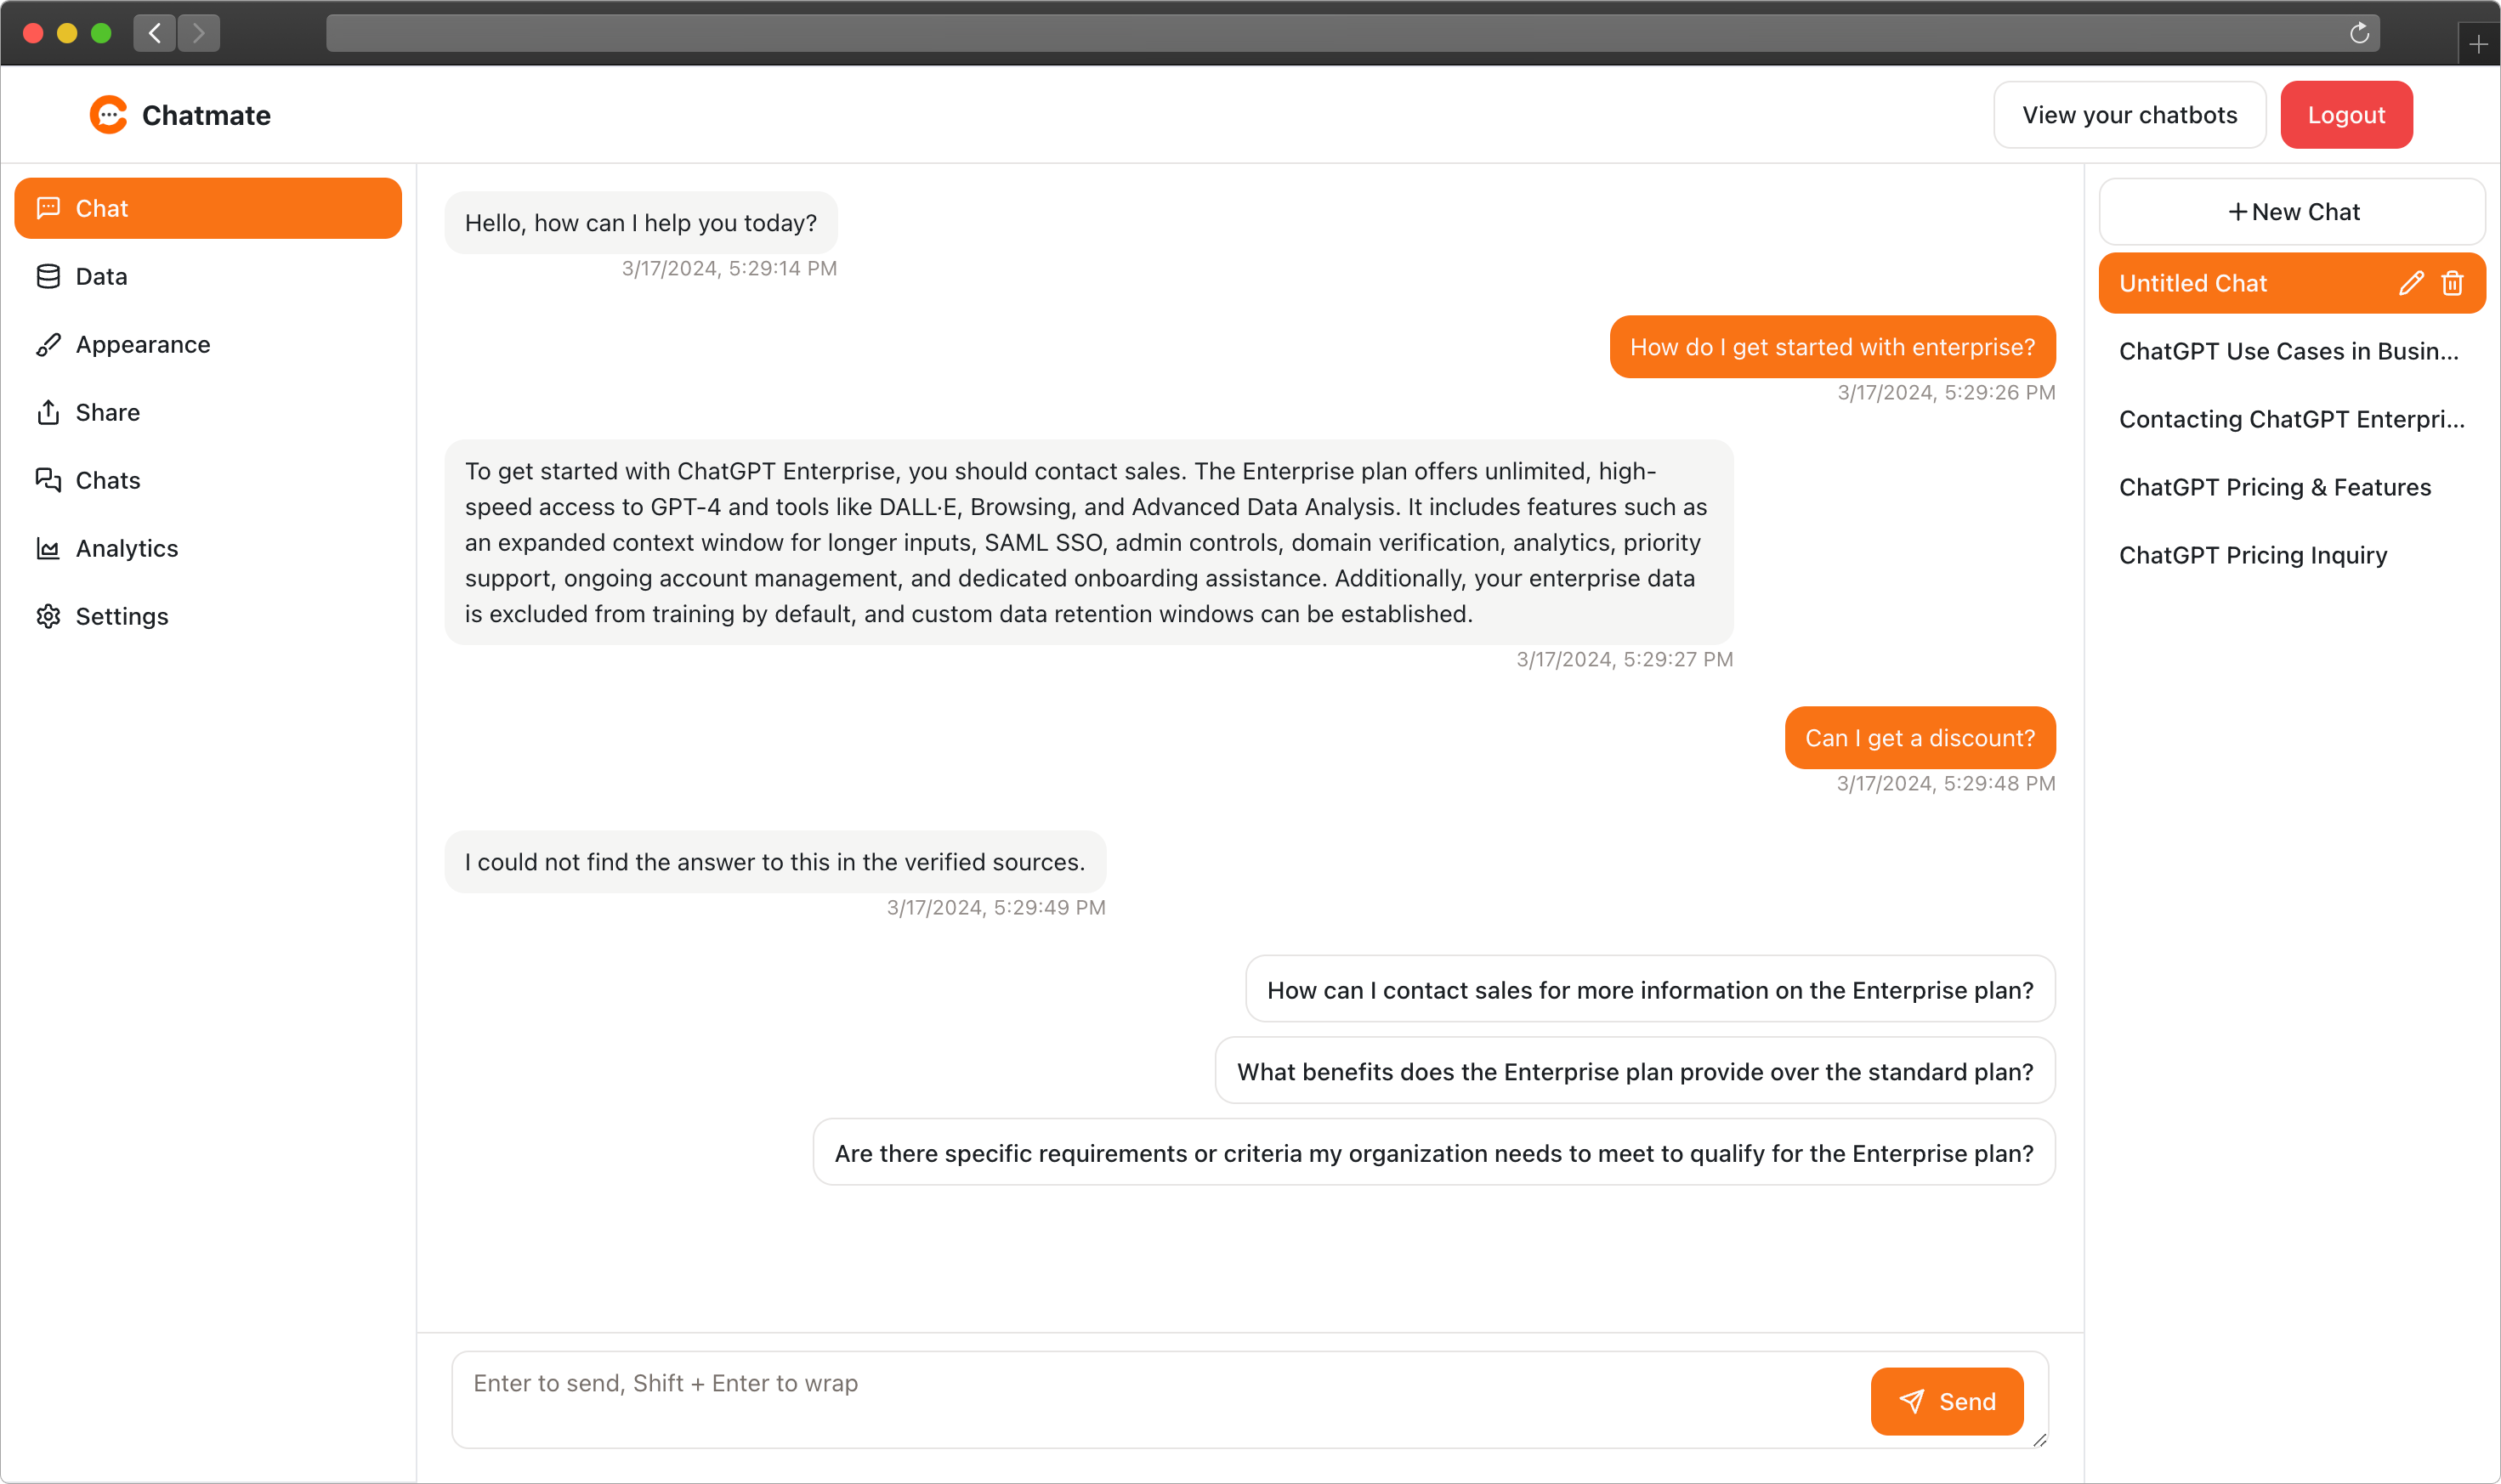 Chatmate
View your chatbots
Logout
Chat
Data
Appearance
Share
Chats
Analytics
Settings
Hello, how can I help you today?
3/17/2024, 5:29:14 PM
How do I get started with enterprise?
3/17/2024, 5:29:26 PM
To get started with ChatGPT Enterprise, you should contact sales. The Enterprise plan offers unlimited, high-
speed access to GPT-4 and tools like DALL·E, Browsing, and Advanced Data Analysis. It includes features such as
an expanded context window for longer inputs, SAML SSO, admin controls, domain verification, analytics, priority
support, ongoing account management, and dedicated onboarding assistance. Additionally, your enterprise data
is excluded from training by default, and custom data retention windows can be established.
3/17/2024, 5:29:27 PM
Can I get a discount?
3/17/2024, 5:29:48 PM
I could not find the answer to this in the verified sources.
3/17/2024, 5:29:49 PM
How can I contact sales for more information on the Enterprise plan?
What benefits does the Enterprise plan provide over the standard plan?
Are there specific requirements or criteria my organization needs to meet to qualify for the Enterprise plan?
Enter to send, Shift + Enter to wrap
Send
+ New Chat
Untitled Chat
ChatGPT Use Cases in Busin...
Contacting ChatGPT Enterpri...
ChatGPT Pricing & Features
ChatGPT Pricing Inquiry